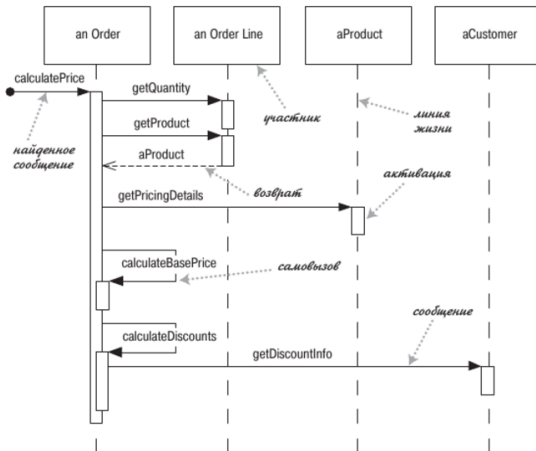 an Order
an Order Line
aProduct
aCustomer
calculatePrice
getQuantity
участник
линия
жизни
getProduct
найденное
сообщение
aProduct
возврат
активация
getPricingDetails
calculateBasePrice
самовызов
calculateDiscounts
сообщение
getDiscountInfo